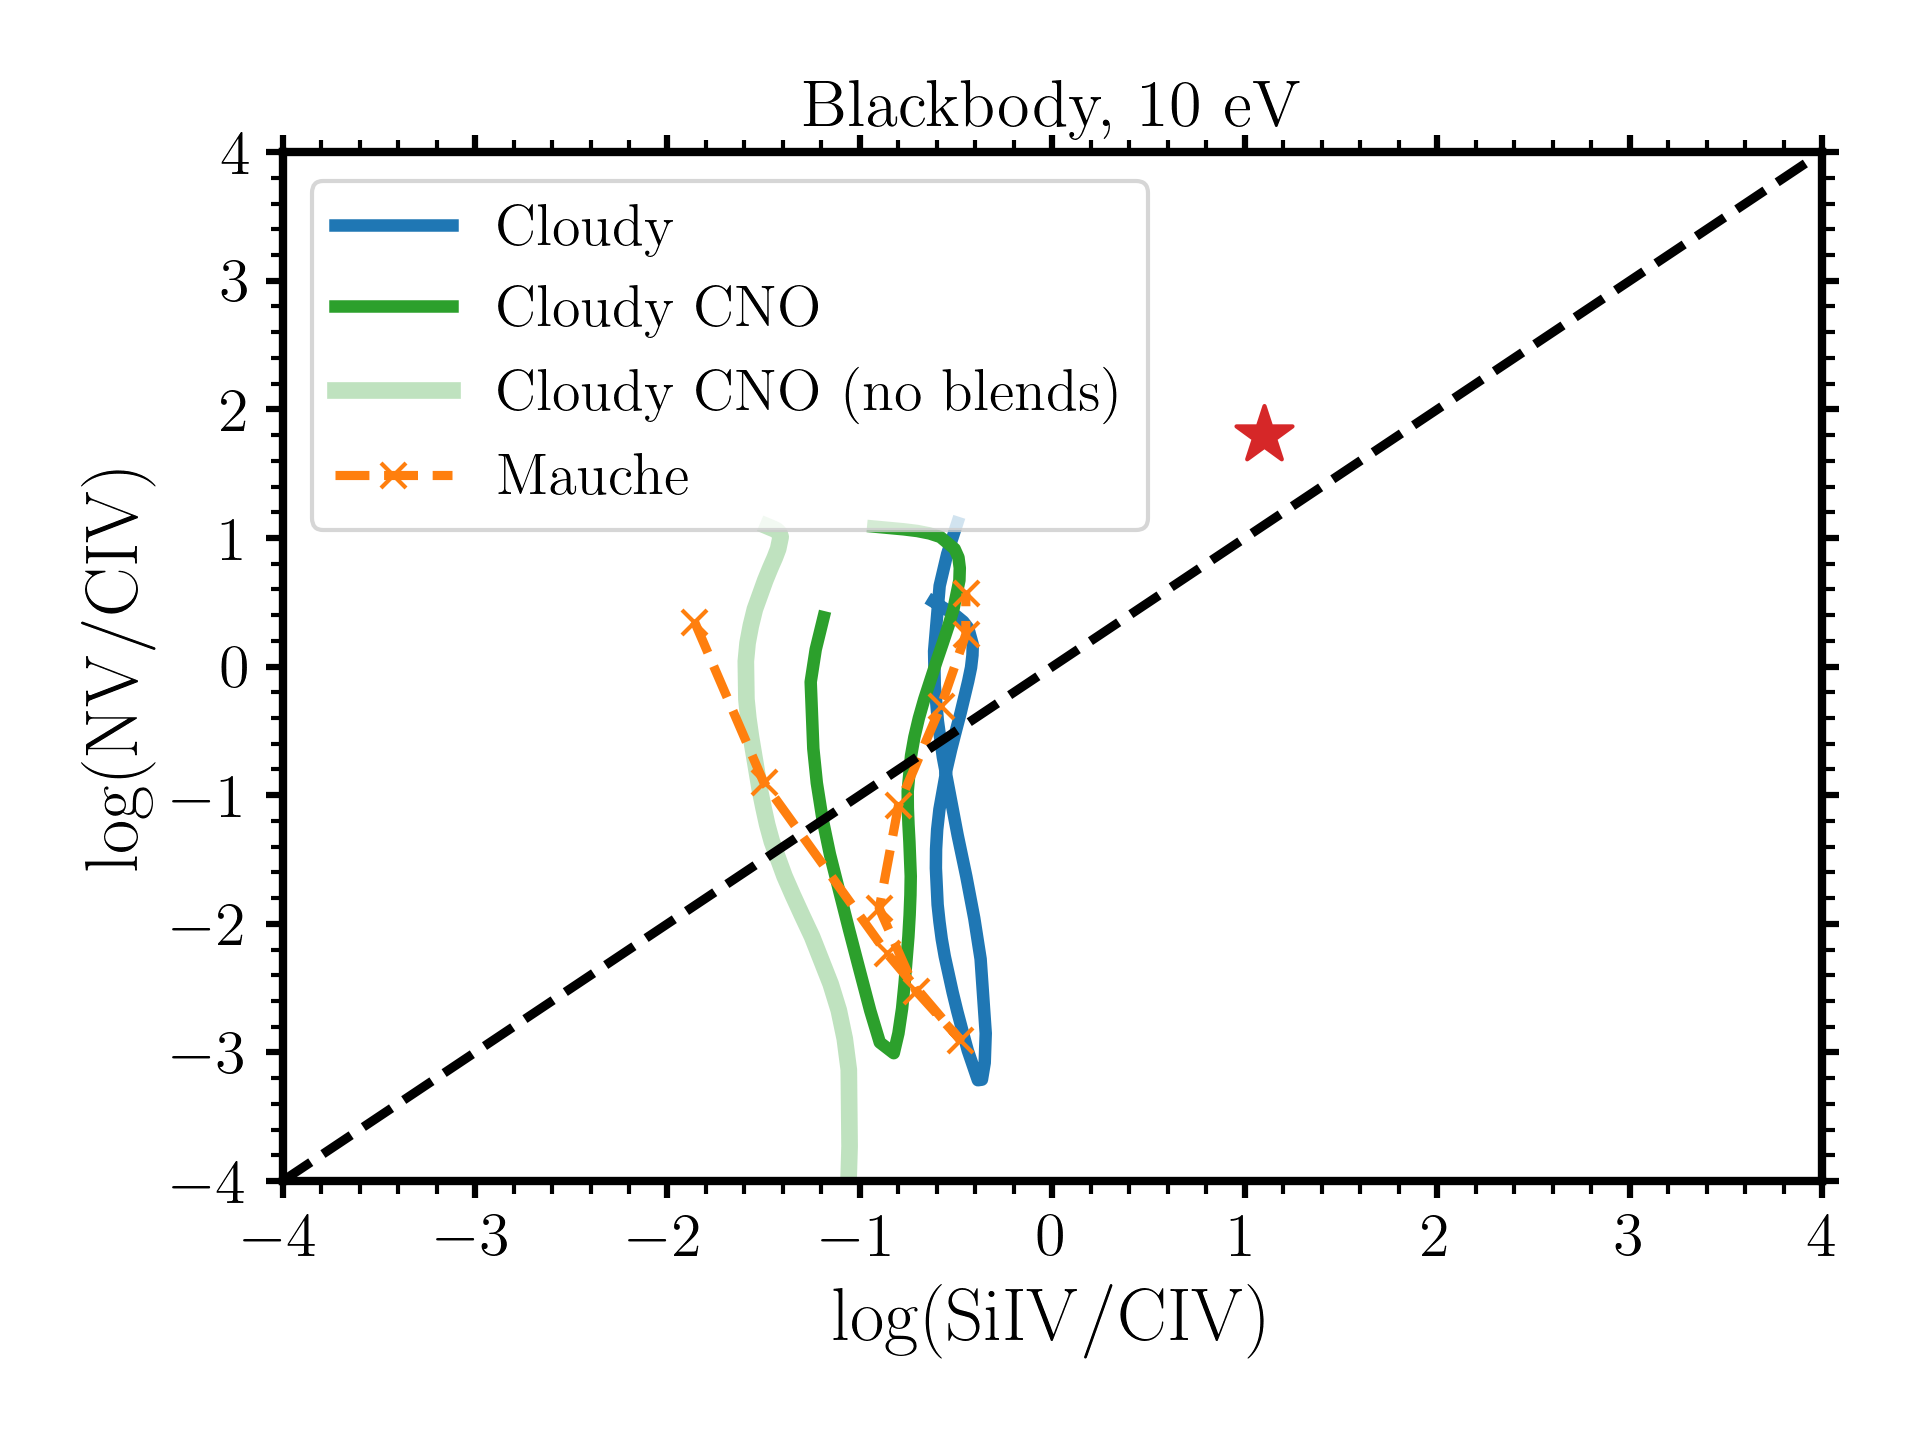 Blackbody, 10 eV
Cloudy
Cloudy CNO
Cloudy CNO (no blends)
Mauche
4
3
2
1
0
−1
−2
−3
−4
log(NV/CIV)
−4 −3 −2 −1 0 1 2 3 4
log(SiIV/CIV)